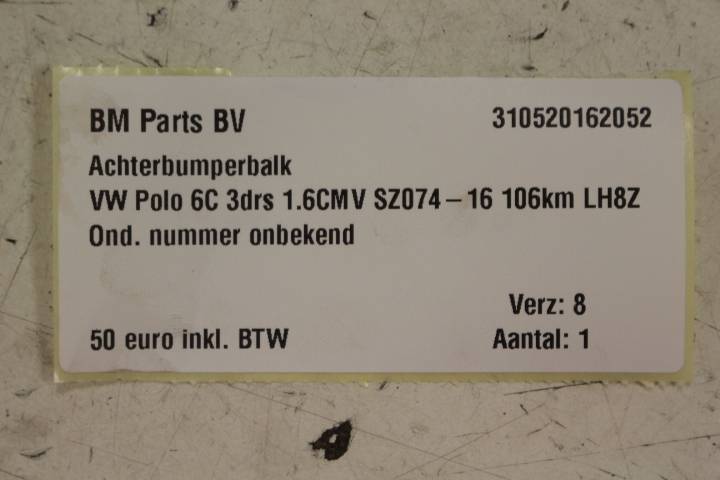 BM Parts BV 310520162052
Achterbumperbalk
VW Polo 6C 3drs 1.6CMV SZ074-16 106km LH8Z
Ond. nummer onbekend
Verz: 8
50 euro inkl. BTW Aantal: 1